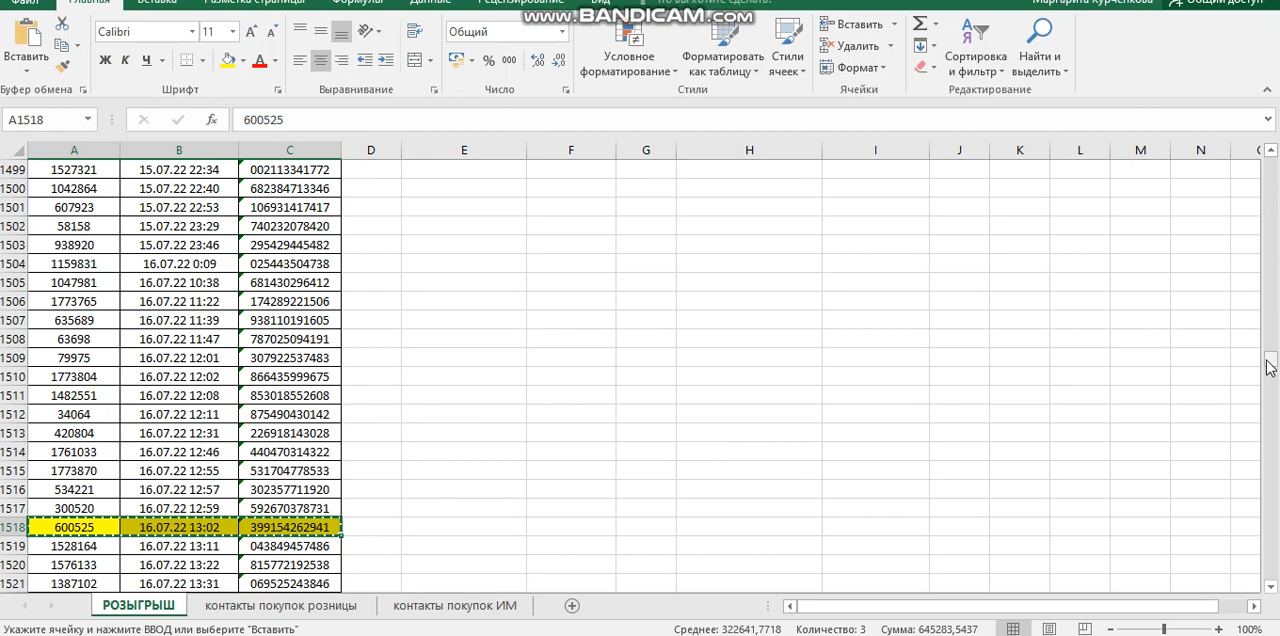 Файл Главная Вставка Разметка страницы Формулы Данные Рецензирование Вид Маргарита Курченкова Общий доступ
www.BANDICAM.com
Вставить
Буфер обмена
Calibri 11
Ж К Ч А
Шрифт
Выравнивание
Общий
% 000
Число
Условное форматирование
Форматировать как таблицу
Стили ячеек
Стили
Вставить
Удалить
Формат
Ячейки
Сортировка и фильтр
Найти и выделить
Редактирование
A1518 fx 600525
A B C D E F G H I J K L M N
1499 1527321 15.07.22 22:34 002113341772
1500 1042864 15.07.22 22:40 682384713346
1501 607923 15.07.22 22:53 106931417417
1502 58158 15.07.22 23:29 740232078420
1503 938920 15.07.22 23:46 295429445482
1504 1159831 16.07.22 0:09 025443504738
1505 1047981 16.07.22 10:38 681430296412
1506 1773765 16.07.22 11:22 174289221506
1507 635689 16.07.22 11:39 938110191605
1508 63698 16.07.22 11:47 787025094191
1509 79975 16.07.22 12:01 307922537483
1510 1773804 16.07.22 12:02 866435999675
1511 1482551 16.07.22 12:08 853018552608
1512 34064 16.07.22 12:11 875490430142
1513 420804 16.07.22 12:31 226918143028
1514 1761033 16.07.22 12:46 440470314322
1515 1773870 16.07.22 12:55 531704778533
1516 534221 16.07.22 12:57 302357711920
1517 300520 16.07.22 12:59 592670378731
1518 600525 16.07.22 13:02 399154262941
1519 1528164 16.07.22 13:11 043849457486
1520 1576133 16.07.22 13:22 815772192538
1521 1387102 16.07.22 13:31 069525243846
РОЗЫГРЫШ контакты покупок розницы контакты покупок ИМ
Укажите ячейку и нажмите ВВОД или выберите "Вставить" Среднее: 322641,7718 Количество: 3 Сумма: 645283,5437 100%